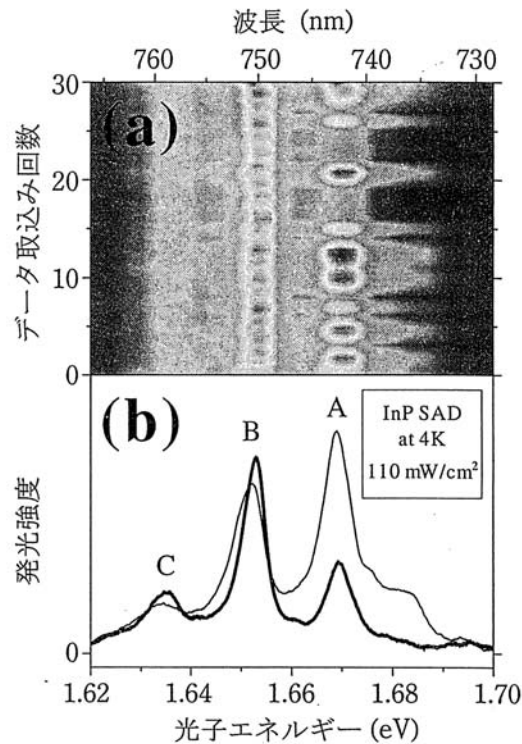 波長 (nm)
760 750 740 730
30
20
10
0
データ取込み回数
(a)
(b)
A
B
C
InP SAD
at 4K
110 mW/cm²
発光強度
0
1.62 1.64 1.66 1.68 1.70
光子エネルギー (eV)